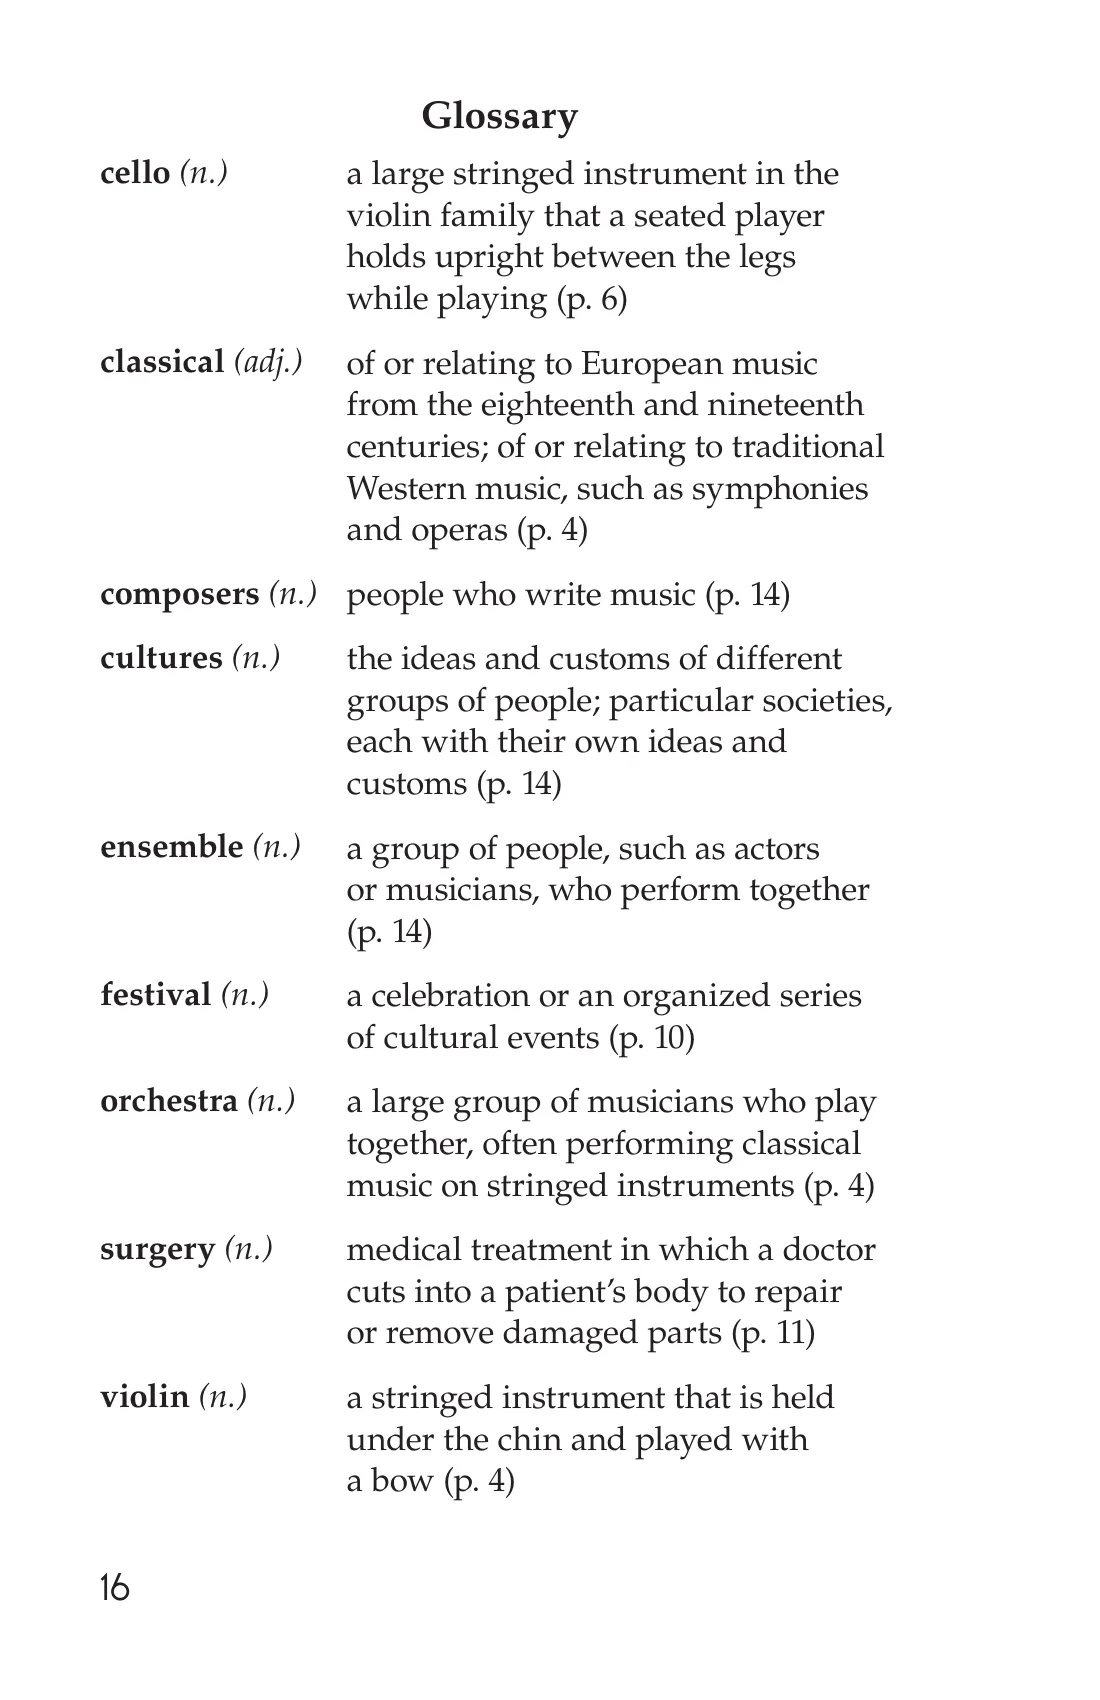 Glossary
cello (n.) a large stringed instrument in the
violin family that a seated player
holds upright between the legs
while playing (p. 6)
classical (adj.) of or relating to European music
from the eighteenth and nineteenth
centuries; of or relating to traditional
Western music, such as symphonies
and operas (p. 4)
composers (n.) people who write music (p. 14)
cultures (n.) the ideas and customs of different
groups of people; particular societies,
each with their own ideas and
customs (p. 14)
ensemble (n.) a group of people, such as actors
or musicians, who perform together
(p. 14)
festival (n.) a celebration or an organized series
of cultural events (p. 10)
orchestra (n.) a large group of musicians who play
together, often performing classical
music on stringed instruments (p. 4)
surgery (n.) medical treatment in which a doctor
cuts into a patient’s body to repair
or remove damaged parts (p. 11)
violin (n.) a stringed instrument that is held
under the chin and played with
a bow (p. 4)
16